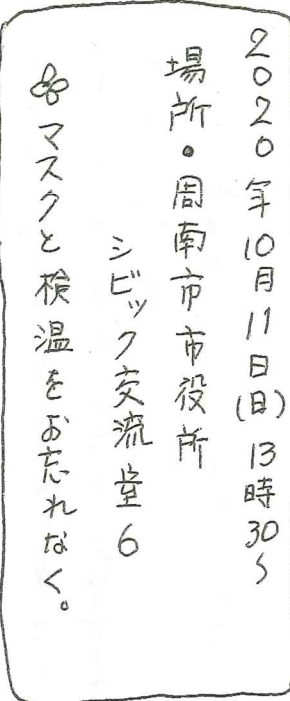 2020年10月11日(日)13時30〜
場所・周南市市役所
シビック交流室6
マスクと検温をお忘れなく。